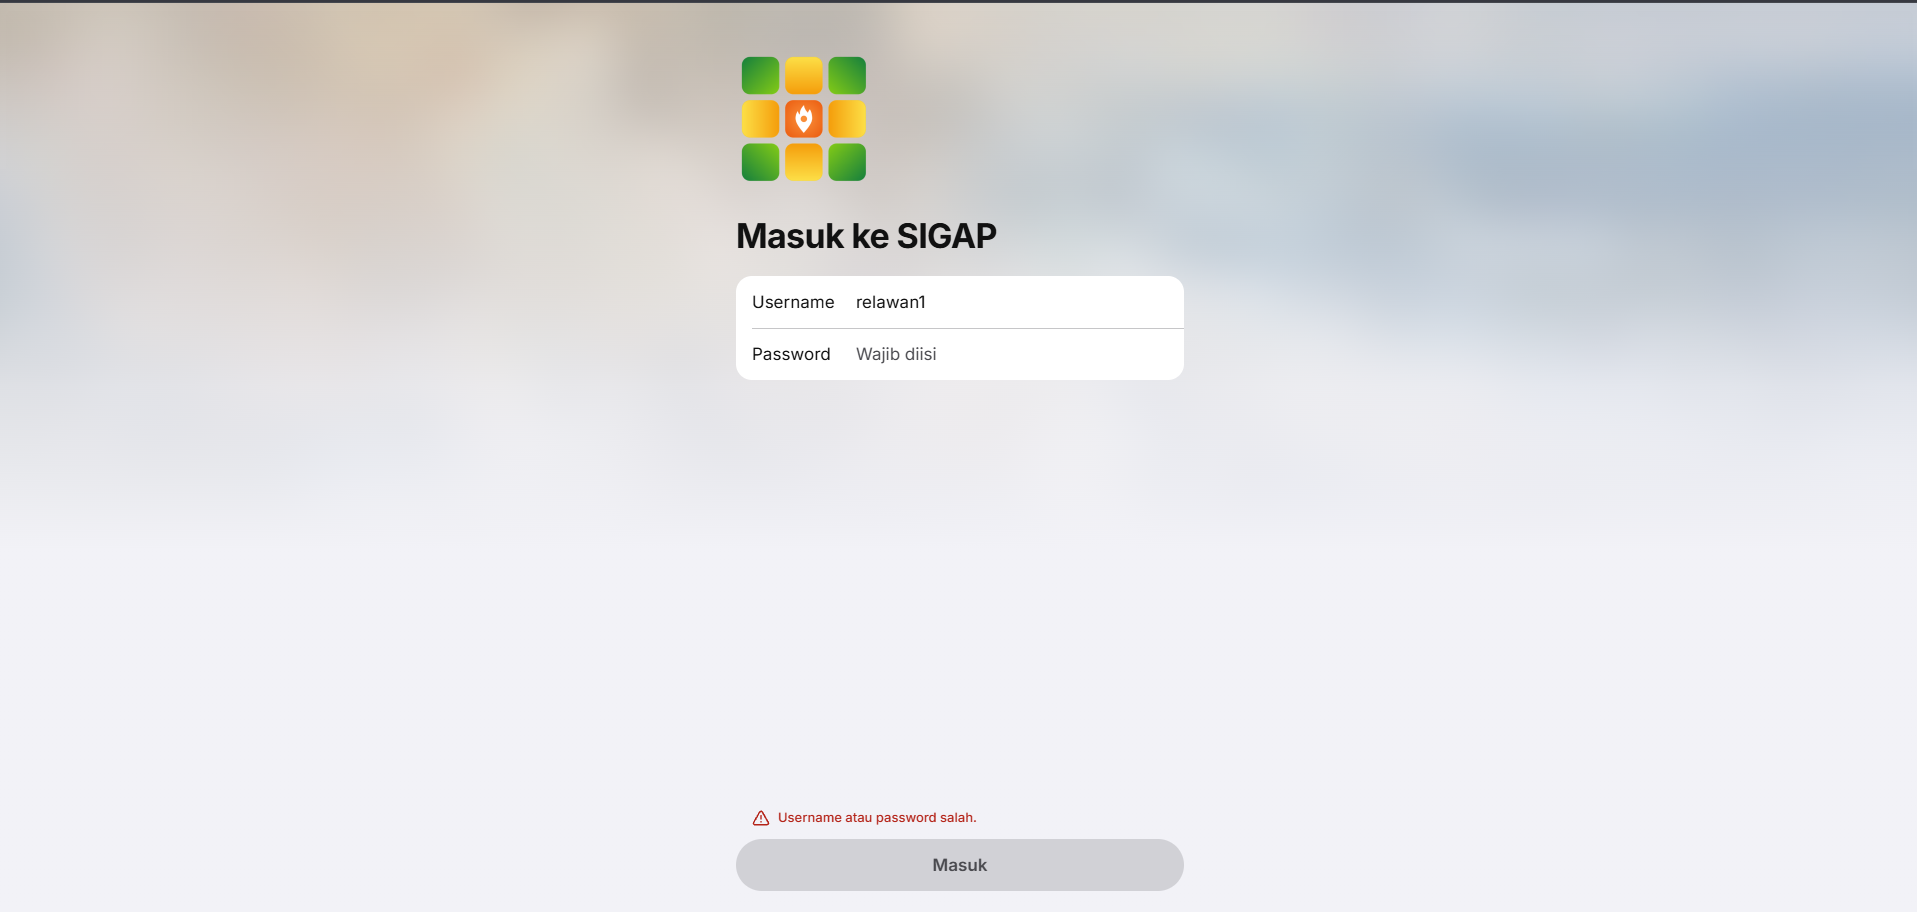 Masuk ke SIGAP
Username relawan1
Password Wajib diisi
Username atau password salah.
Masuk